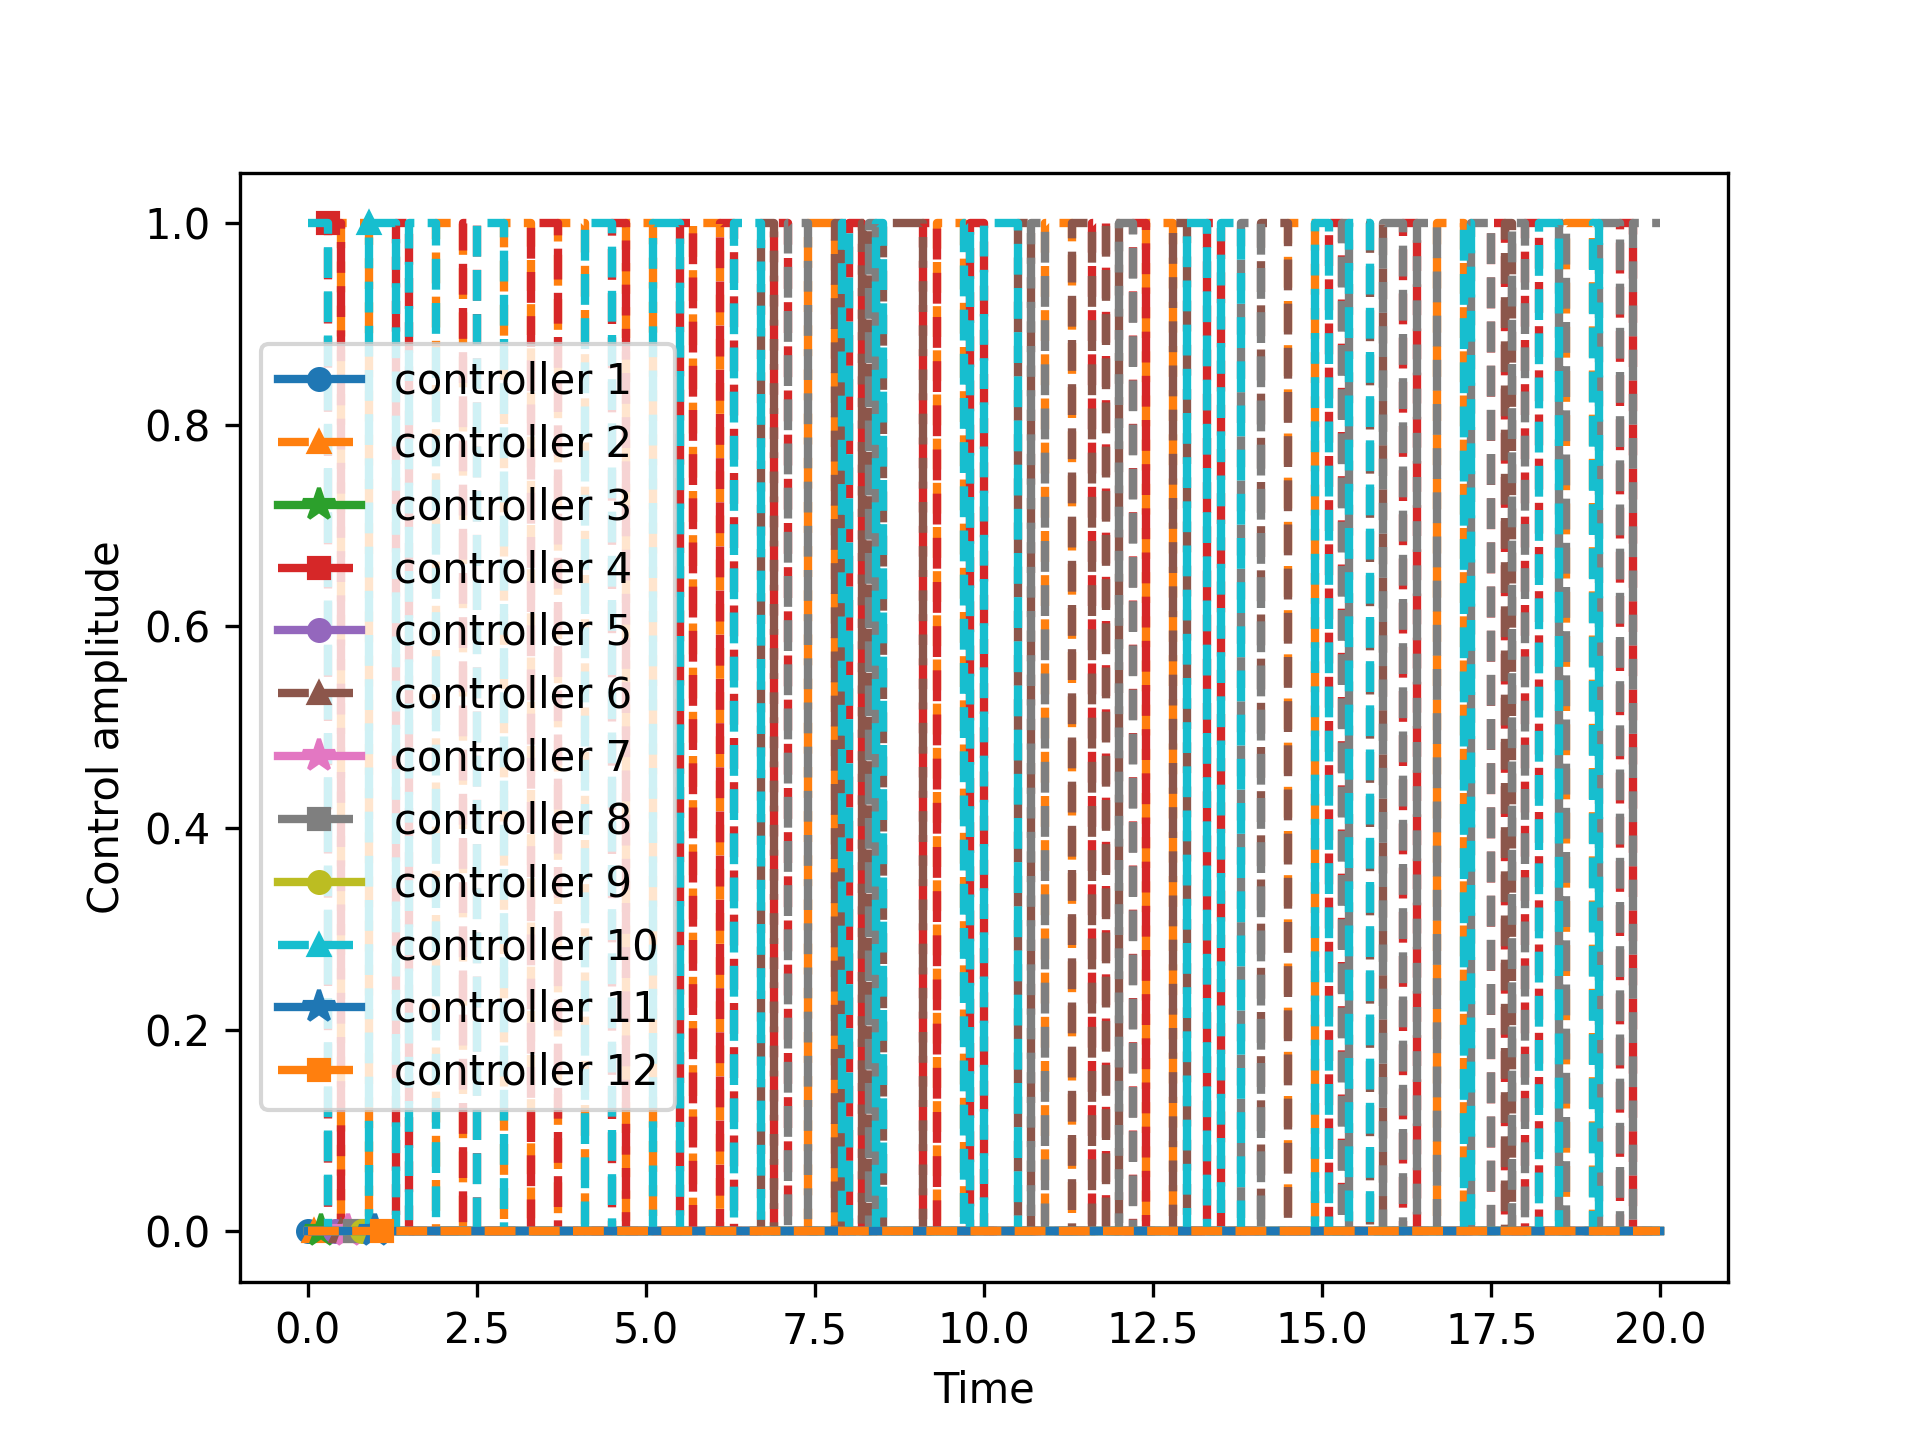 1.0
0.8
0.6
0.4
0.2
0.0
Control amplitude
controller 1
controller 2
controller 3
controller 4
controller 5
controller 6
controller 7
controller 8
controller 9
controller 10
controller 11
controller 12
0.0 2.5 5.0 7.5 10.0 12.5 15.0 17.5 20.0
Time